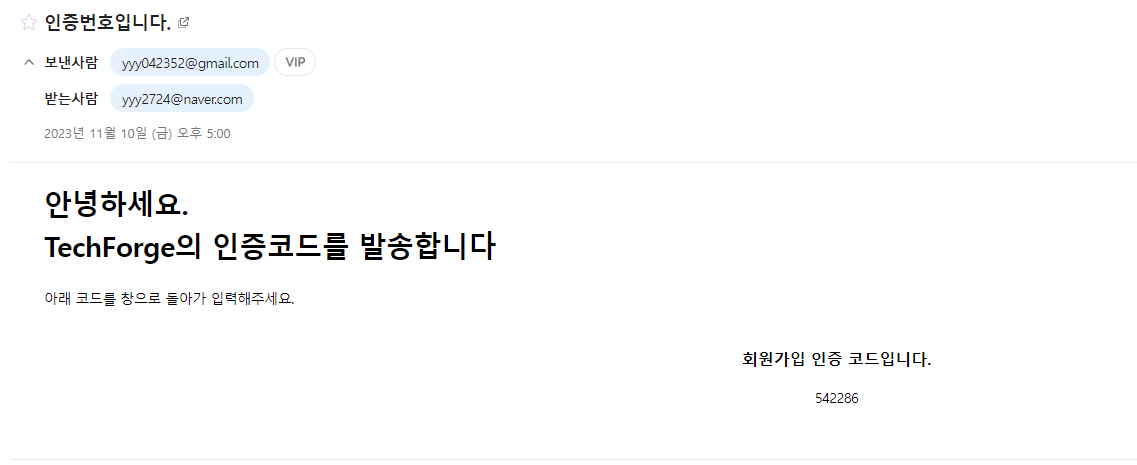 인증번호입니다.
보낸사람 yyy042352@gmail.com VIP
받는사람 yyy2724@naver.com
2023년 11월 10일 (금) 오후 5:00
안녕하세요.
TechForge의 인증코드를 발송합니다
아래 코드를 창으로 돌아가 입력해주세요.
회원가입 인증 코드입니다.
542286